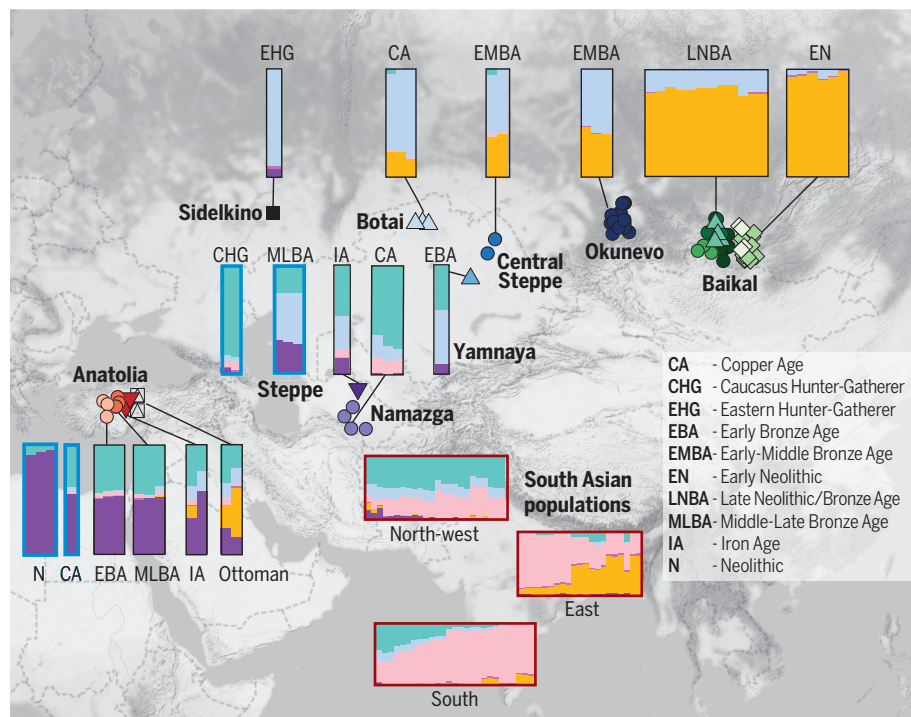 EHG
CA
EMBA
EMBA
LNBA
EN
Sidelkino
Botai
Central
Steppe
Okunevo
Baikal
CHG
MLBA
IA
CA
EBA
Yamnaya
Steppe
Namazga
Anatolia
N
CA
EBA
MLBA
IA
Ottoman
North-west
South Asian
populations
East
South
CA - Copper Age
CHG - Caucasus Hunter-Gatherer
EHG - Eastern Hunter-Gatherer
EBA - Early Bronze Age
EMBA - Early-Middle Bronze Age
EN - Early Neolithic
LNBA - Late Neolithic/Bronze Age
MLBA - Middle-Late Bronze Age
IA - Iron Age
N - Neolithic